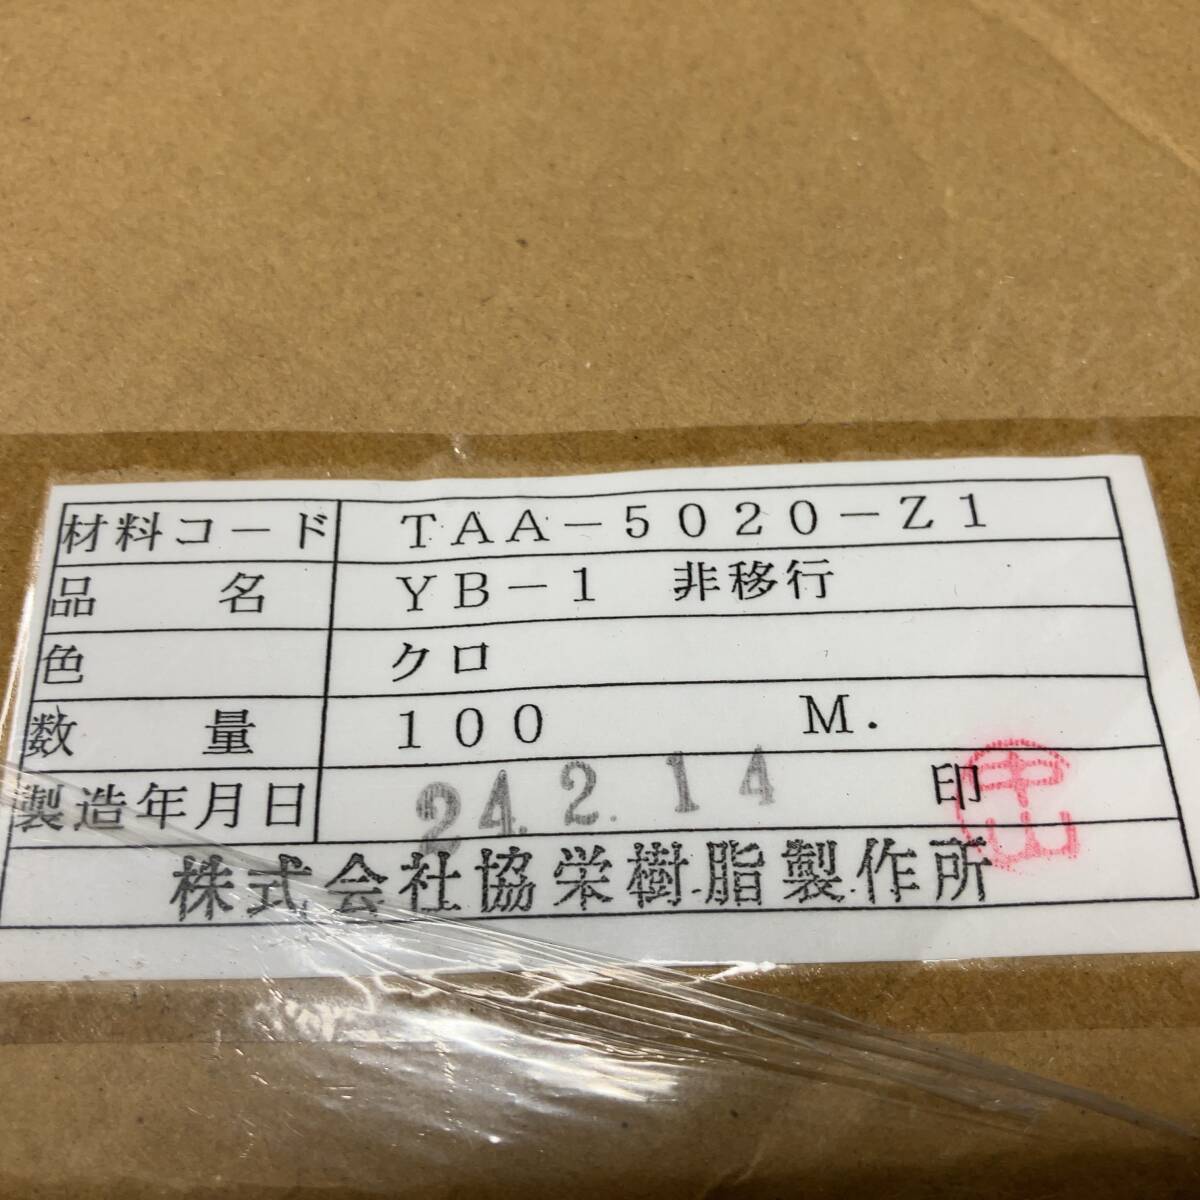 材料コード ＴＡＡ－５０２０－Ｚ１
品名 ＹＢ－１ 非移行
色 クロ
数量 １００ Ｍ．
製造年月日 24.2.14 印 中山
株式会社協栄樹脂製作所